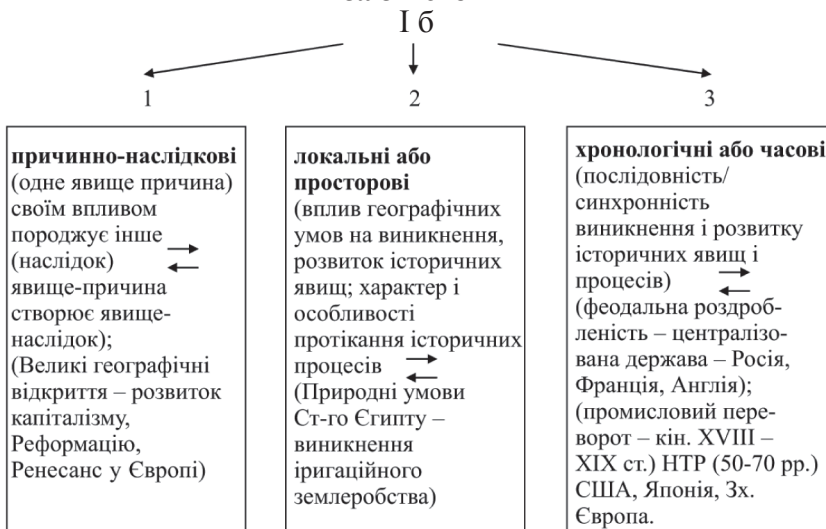 І б
1
2
3
причинно-наслідкові
(одне явище причина)
своїм впливом
породжує інше
(наслідок)
явище-причина
створює явище-
наслідок);
(Великі географічні
відкриття – розвиток
капіталізму,
Реформацію,
Ренесанс у Європі)
локальні або
просторові
(вплив географічних
умов на виникнення,
розвиток історичних
явищ; характер і
особливості
протікання історичних
процесів
(Природні умови
Ст-го Єгипту –
виникнення
іригаційного
землеробства)
хронологічні або часові
(послідовність/
синхронність
виникнення і розвитку
історичних явищ і
процесів)
(феодальна роздроб-
леність – централізо-
вана держава – Росія,
Франція, Англія);
(промисловий пере-
ворот – кін. XVIII –
XIX ст.) НТР (50-70 рр.)
США, Японія, Зх.
Європа.